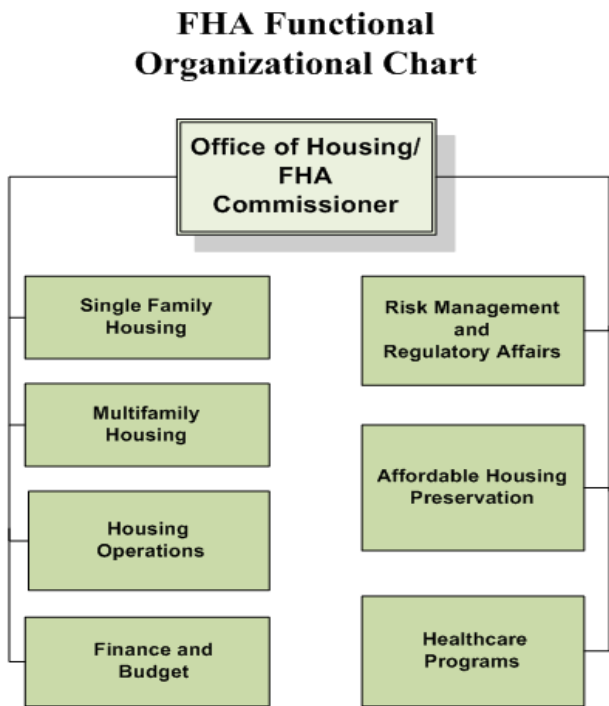 FHA Functional
Organizational Chart
Office of Housing/
FHA
Commissioner
Single Family
Housing
Multifamily
Housing
Housing
Operations
Finance and
Budget
Risk Management
and
Regulatory Affairs
Affordable Housing
Preservation
Healthcare
Programs